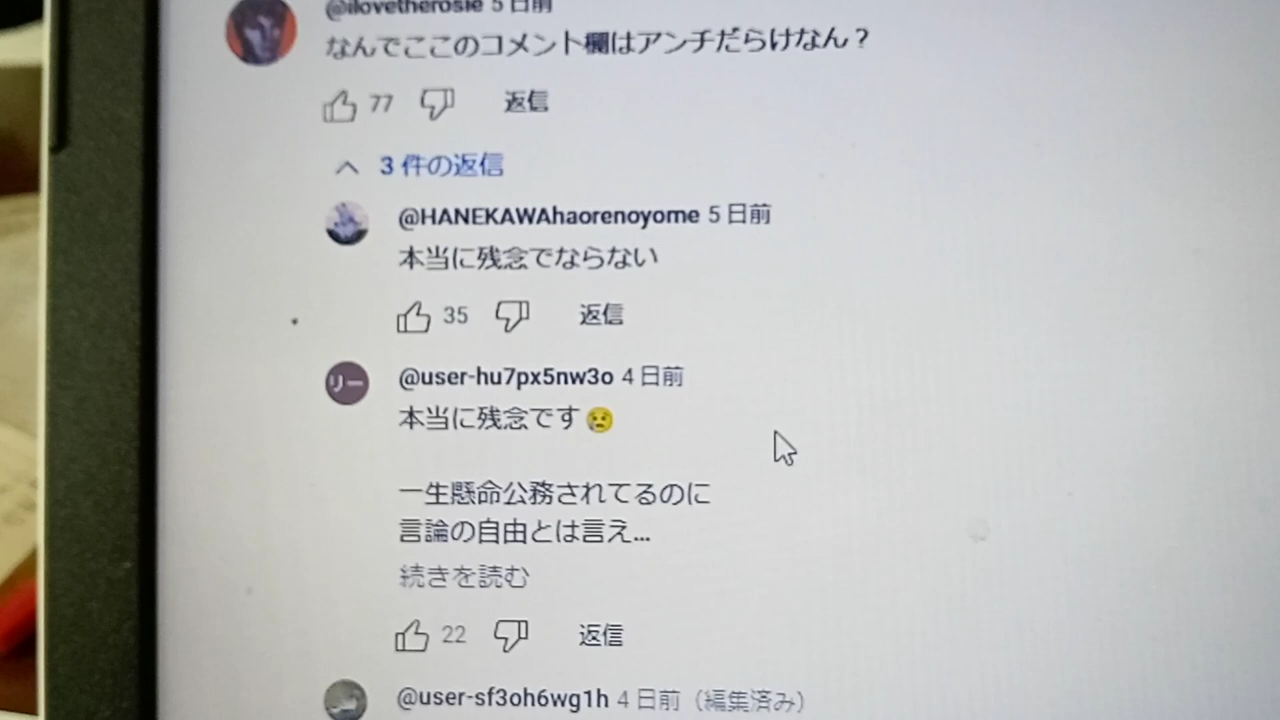 @ilovetherosie 5 日前
なんでここのコメント欄はアンチだらけなん？
77 返信
3 件の返信
@HANEKAWAhaorenoyome 5 日前
本当に残念でならない
35 返信
リー
@user-hu7px5nw3o 4 日前
本当に残念です😢
一生懸命公務されてるのに
言論の自由とは言え...
続きを読む
22 返信
@user-sf3oh6wg1h 4 日前（編集済み）